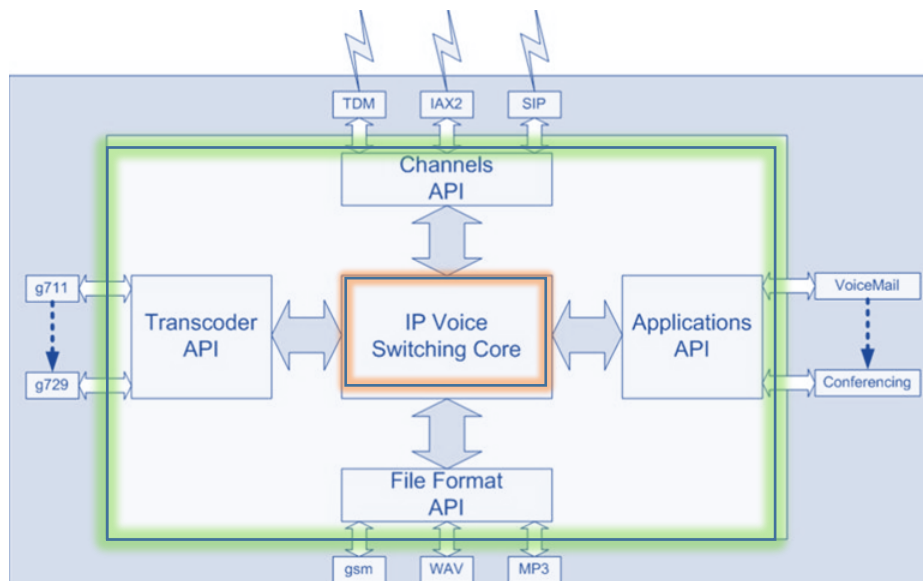 TDM
IAX2
SIP
Channels
API
g711
Transcoder
API
g729
IP Voice
Switching Core
Applications
API
VoiceMail
Conferencing
File Format
API
gsm
WAV
MP3